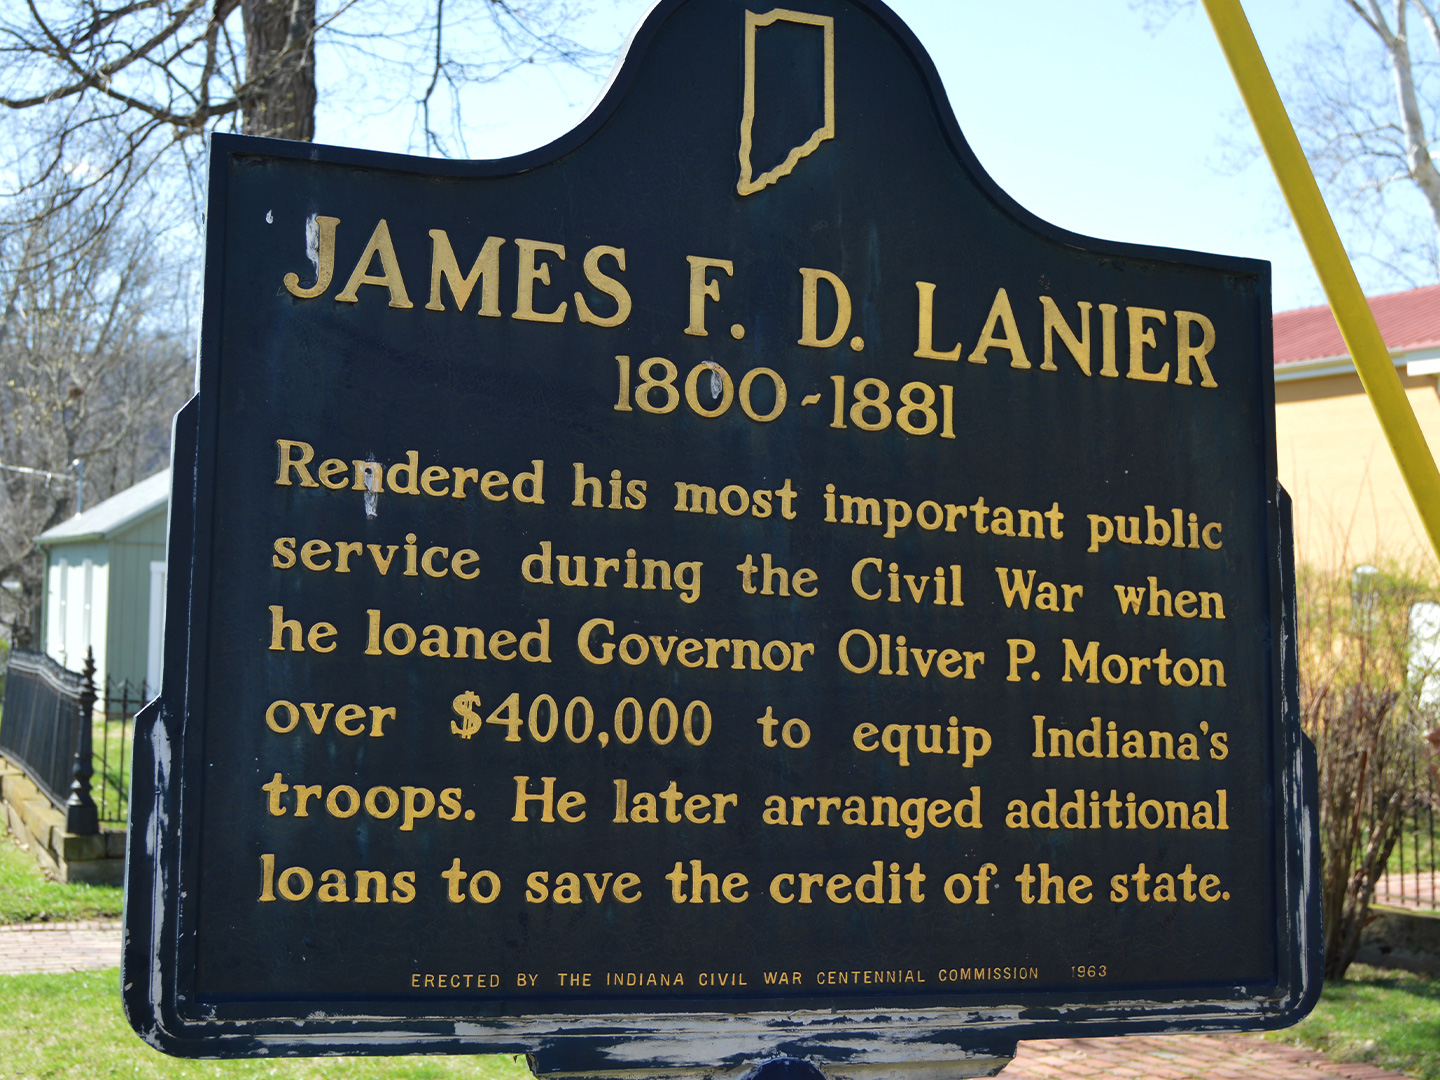 JAMES F. D. LANIER
1800-1881
Rendered his most important public
service during the Civil War when
he loaned Governor Oliver P. Morton
over $400,000 to equip Indiana's
troops. He later arranged additional
loans to save the credit of the state.
ERECTED BY THE INDIANA CIVIL WAR CENTENNIAL COMMISSION 1963